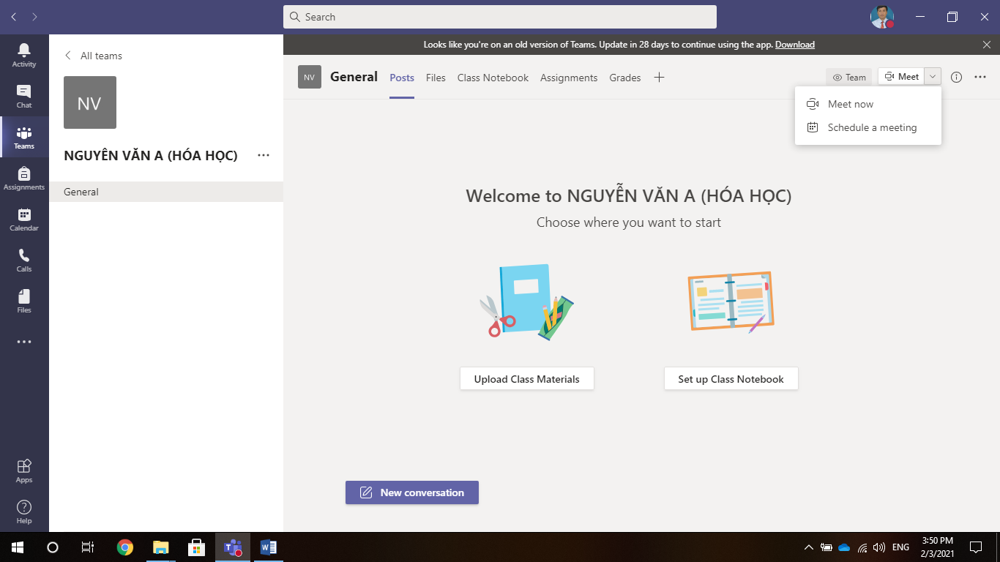 Search
Looks like you're on an old version of Teams. Update in 28 days to continue using the app. Download
Activity
Chat
Teams
Assignments
Calendar
Calls
Files
Apps
Help
All teams
NV
NGUYÊN VĂN A (HÓA HỌC)
General
NV General Posts Files Class Notebook Assignments Grades Team Meet
Meet now
Schedule a meeting
Welcome to NGUYỄN VĂN A (HÓA HỌC)
Choose where you want to start
Upload Class Materials Set up Class Notebook
New conversation
ENG
3:50 PM
2/3/2021